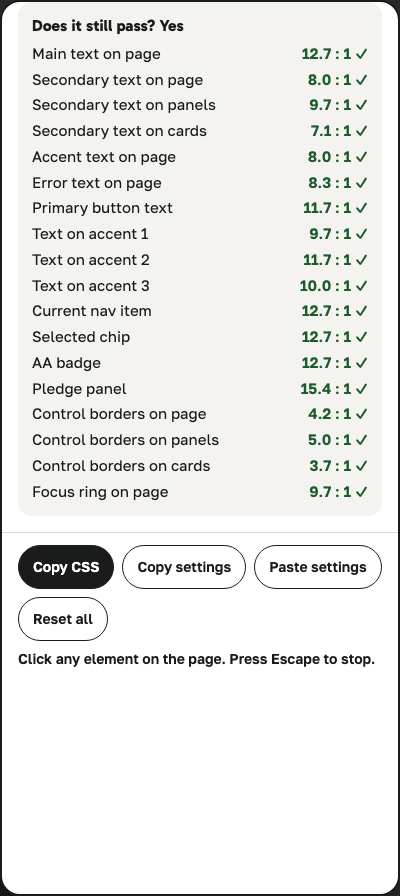 Does it still pass? Yes
Main text on page 12.7 : 1 ✓
Secondary text on page 8.0 : 1 ✓
Secondary text on panels 9.7 : 1 ✓
Secondary text on cards 7.1 : 1 ✓
Accent text on page 8.0 : 1 ✓
Error text on page 8.3 : 1 ✓
Primary button text 11.7 : 1 ✓
Text on accent 1 9.7 : 1 ✓
Text on accent 2 11.7 : 1 ✓
Text on accent 3 10.0 : 1 ✓
Current nav item 12.7 : 1 ✓
Selected chip 12.7 : 1 ✓
AA badge 12.7 : 1 ✓
Pledge panel 15.4 : 1 ✓
Control borders on page 4.2 : 1 ✓
Control borders on panels 5.0 : 1 ✓
Control borders on cards 3.7 : 1 ✓
Focus ring on page 9.7 : 1 ✓
Copy CSS Copy settings Paste settings
Reset all
Click any element on the page. Press Escape to stop.